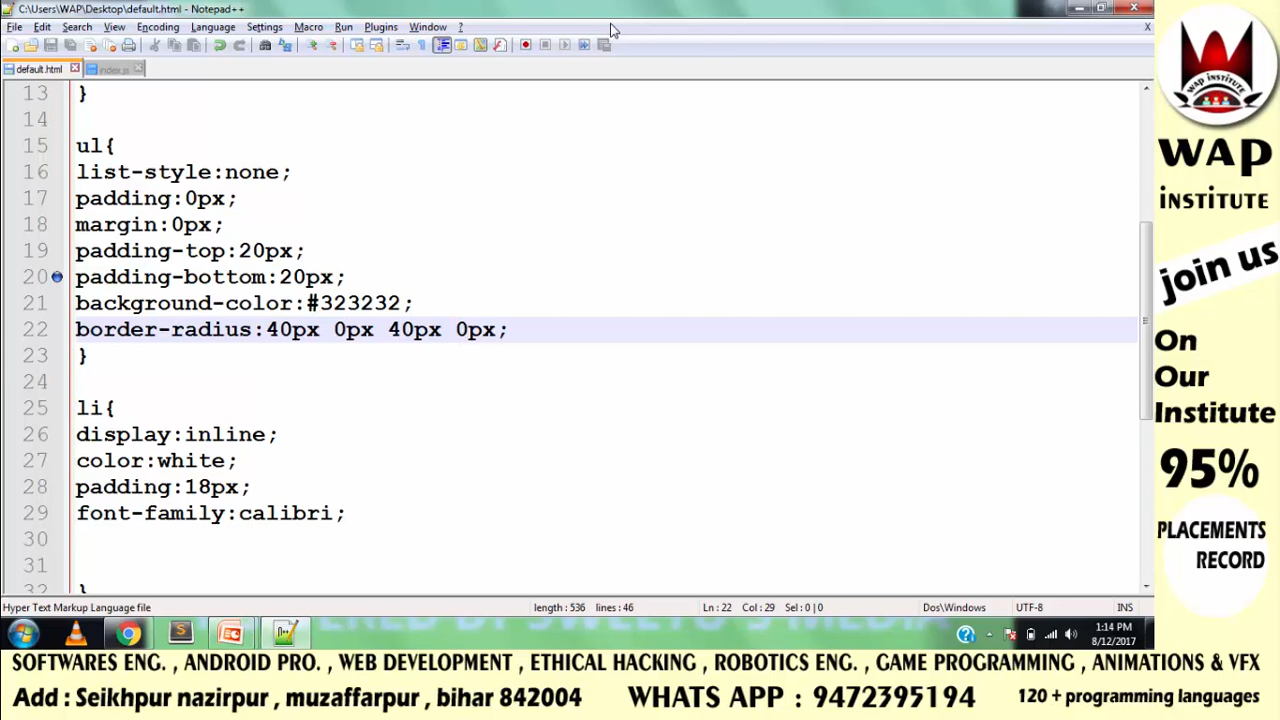 C:\Users\WAP\Desktop\default.html - Notepad++
File Edit Search View Encoding Language Settings Macro Run Plugins Window ? X
default.html index.js
13 }
14
15 ul{
16 list-style:none;
17 padding:0px;
18 margin:0px;
19 padding-top:20px;
20 padding-bottom:20px;
21 background-color:#323232;
22 border-radius:40px 0px 40px 0px;
23 }
24
25 li{
26 display:inline;
27 color:white;
28 padding:18px;
29 font-family:calibri;
30
31
32 }
Hyper Text Markup Language file length : 536 lines : 46 Ln : 22 Col : 29 Sel : 0 | 0 Dos\Windows UTF-8 INS
1:14 PM
8/12/2017
WAP INSTITUTE
WAP
INSTITUTE
join us
On
Our
Institute
95%
PLACEMENTS
RECORD
SOFTWARES ENG. , ANDROID PRO. , WEB DEVELOPMENT , ETHICAL HACKING , ROBOTICS ENG. , GAME PROGRAMMING , ANIMATIONS & VFX
Add : Seikhpur nazirpur , muzaffarpur , bihar 842004 WHATS APP : 9472395194 120 + programming languages